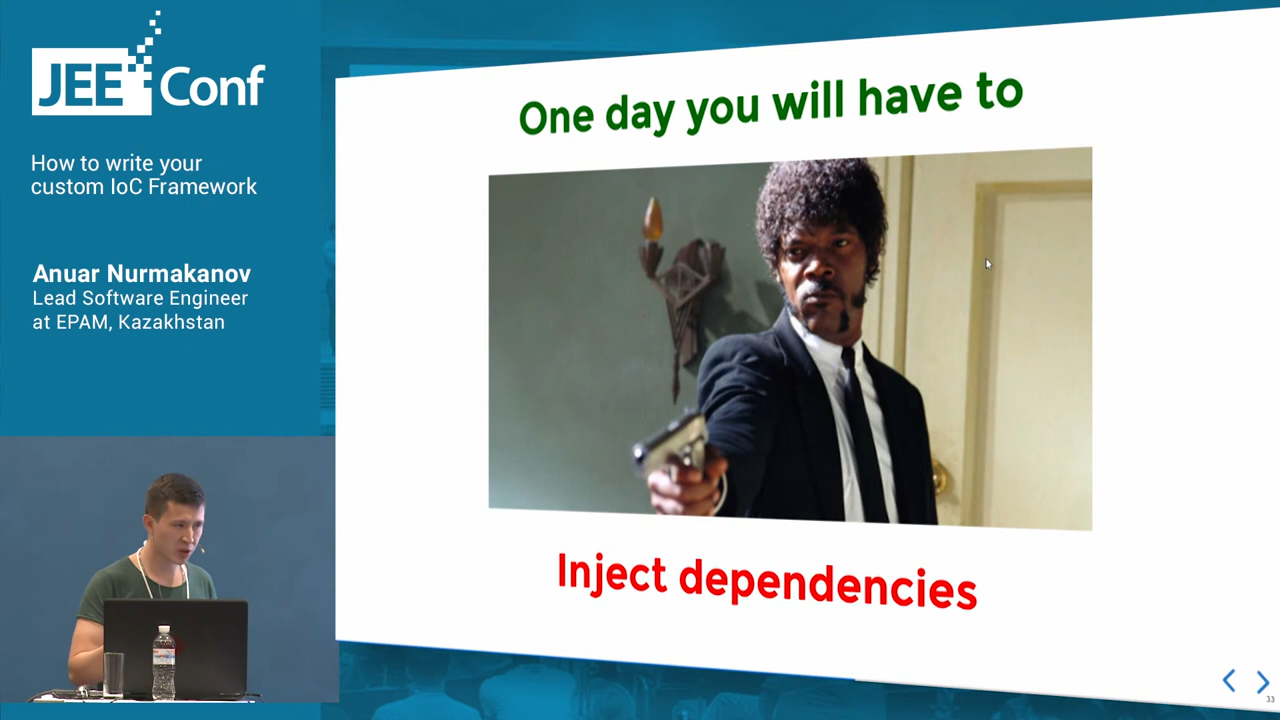 JEE Conf
How to write your
custom IoC Framework
Anuar Nurmakanov
Lead Software Engineer
at EPAM, Kazakhstan
One day you will have to
Inject dependencies
33